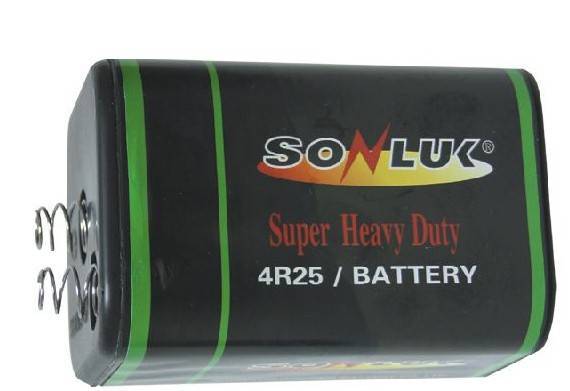 SONLUK®
Super Heavy Duty
4R25 / BATTERY